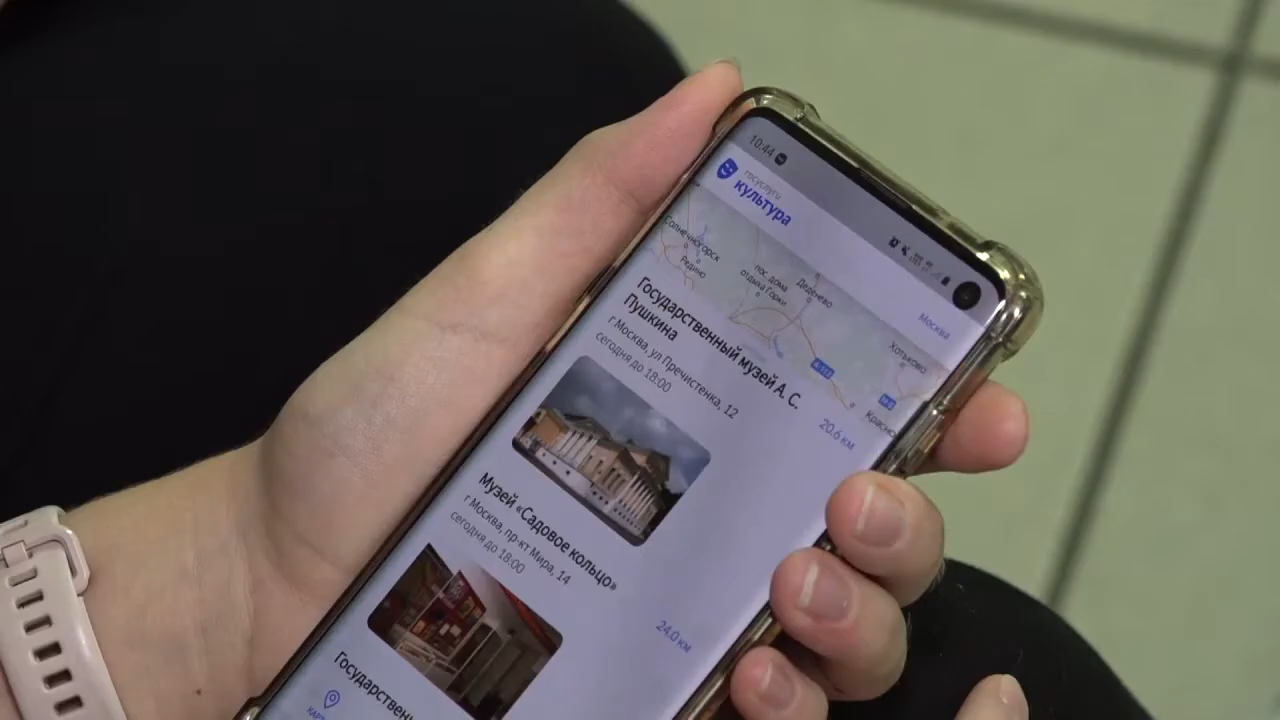 10:44
госуслуги
культура
Москва
Солнечногорск
Редино
пос. дома
отдыха Горки
Деденево
Хотьково
Красно
Государственный музей А. С.
Пушкина
г Москва, ул Пречистенка, 12
сегодня до 18:00
20.6 км
Музей «Садовое кольцо»
г Москва, пр-кт Мира, 14
сегодня до 18:00
24.0 км
Государственн